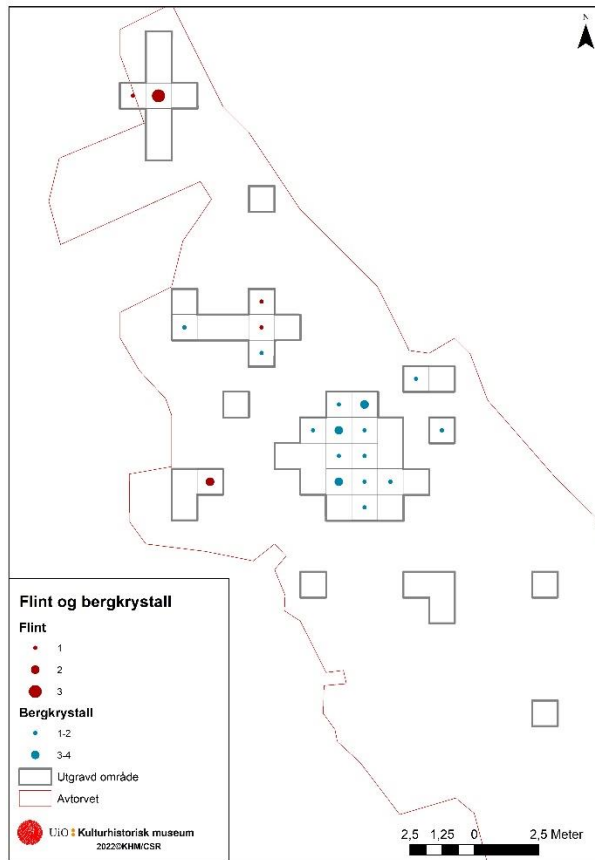 N
Flint og bergkrystall
Flint
1
2
3
Bergkrystall
1-2
3-4
Utgravd område
Avtorvet
UiO Kulturhistorisk museum
2022©KHM/CSR
2,5 1,25 0 2,5 Meter